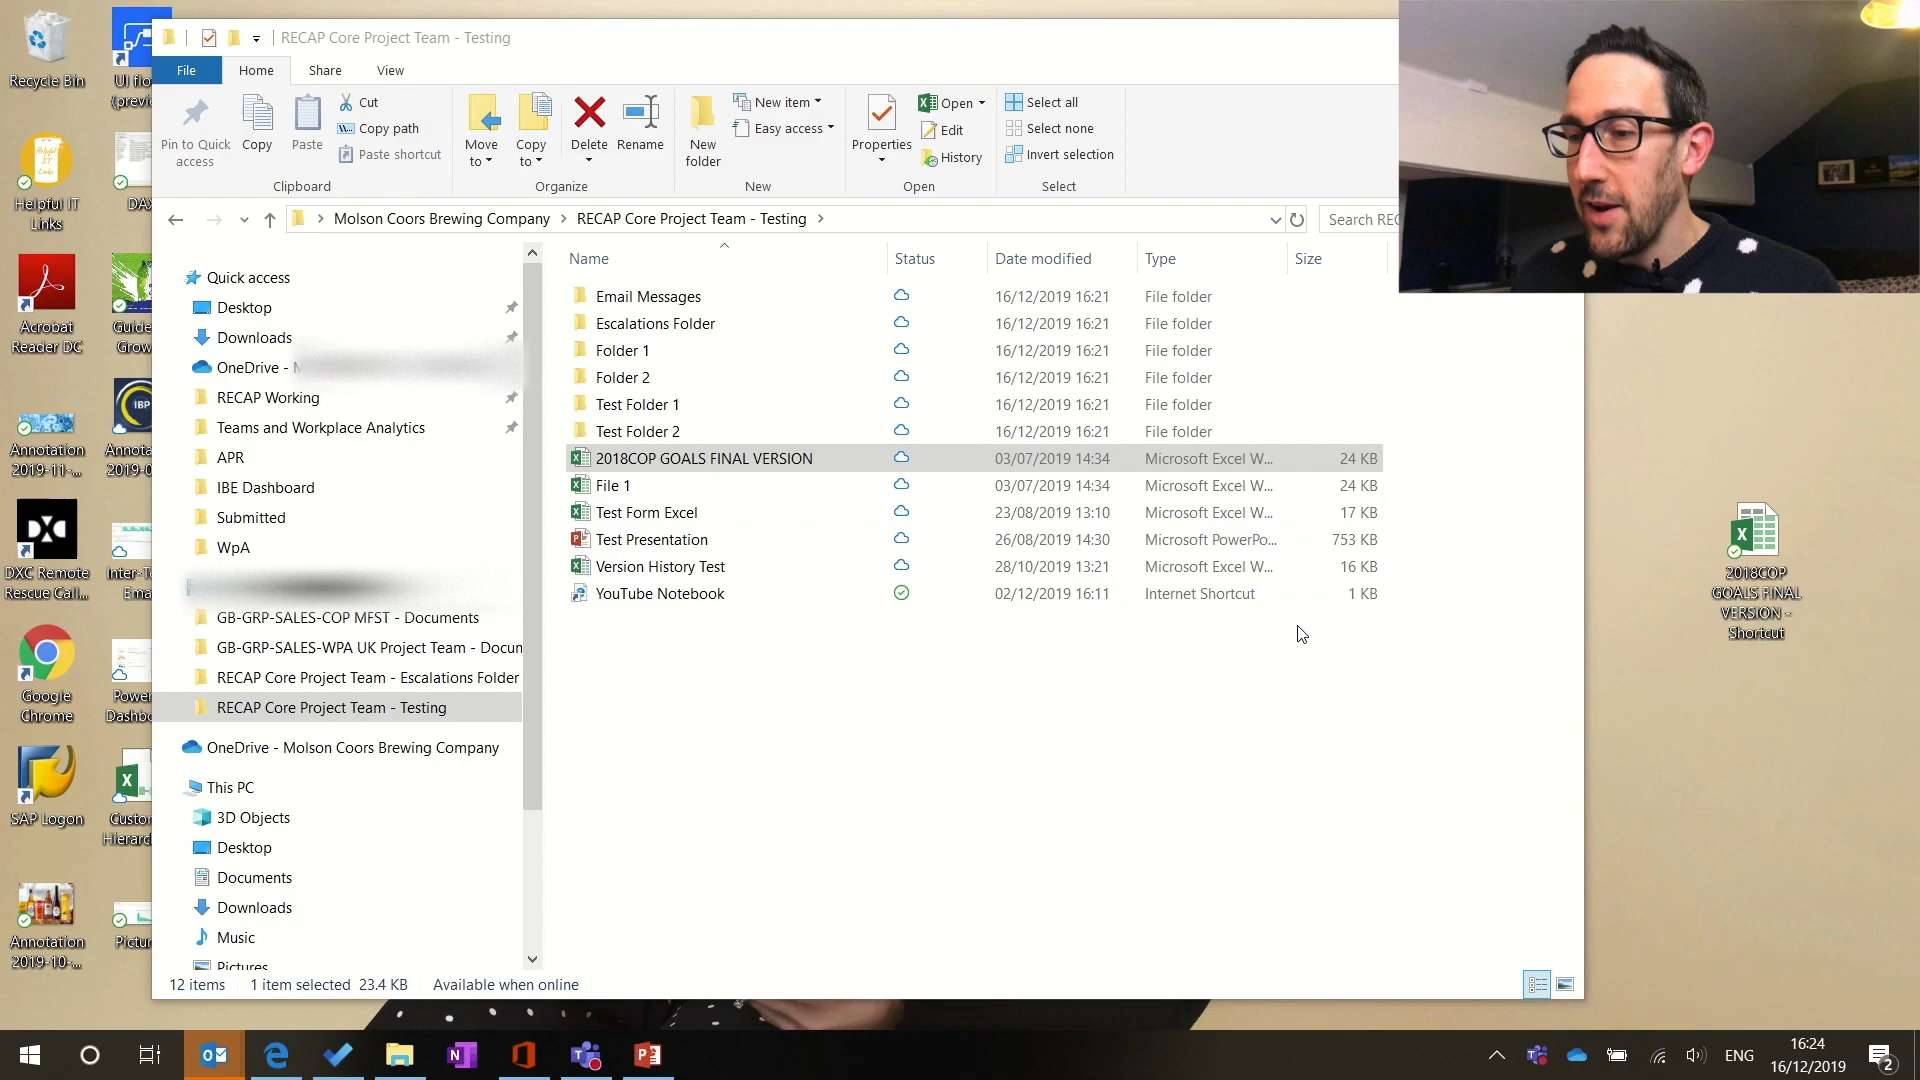 Recycle Bin
Helpful IT
Links
Acrobat
Reader DC
Annotation
2019-11-...
DXC
DXC Remote
Rescue Call...
Google
Chrome
SAP Logon
Annotation
2019-10-...
UI flo
(previe
DAX
Guide
Grow
IBP
Annota
2019-0
Inter-Te
Ema
Power
Dashbo
Custon
Hierarch
Pictur
RECAP Core Project Team - Testing
File
Home
Share
View
Pin to Quick
access
Copy
Paste
Cut
Copy path
Paste shortcut
Clipboard
Move
to
Copy
to
Delete
Rename
Organize
New
folder
New item
Easy access
New
Properties
Open
Edit
History
Open
Select all
Select none
Invert selection
Select
Molson Coors Brewing Company
RECAP Core Project Team - Testing
Search REC
Quick access
Desktop
Downloads
OneDrive -
RECAP Working
Teams and Workplace Analytics
APR
IBE Dashboard
Submitted
WpA
GB-GRP-SALES-COP MFST - Documents
GB-GRP-SALES-WPA UK Project Team - Docun
RECAP Core Project Team - Escalations Folder
RECAP Core Project Team - Testing
OneDrive - Molson Coors Brewing Company
This PC
3D Objects
Desktop
Documents
Downloads
Music
Pictures
Name Status Date modified Type Size
Email Messages 16/12/2019 16:21 File folder
Escalations Folder 16/12/2019 16:21 File folder
Folder 1 16/12/2019 16:21 File folder
Folder 2 16/12/2019 16:21 File folder
Test Folder 1 16/12/2019 16:21 File folder
Test Folder 2 16/12/2019 16:21 File folder
2018COP GOALS FINAL VERSION 03/07/2019 14:34 Microsoft Excel W... 24 KB
File 1 03/07/2019 14:34 Microsoft Excel W... 24 KB
Test Form Excel 23/08/2019 13:10 Microsoft Excel W... 17 KB
Test Presentation 26/08/2019 14:30 Microsoft PowerPo... 753 KB
Version History Test 28/10/2019 13:21 Microsoft Excel W... 16 KB
YouTube Notebook 02/12/2019 16:11 Internet Shortcut 1 KB
2018COP
GOALS FINAL
VERSION -
Shortcut
12 items 1 item selected 23.4 KB Available when online
ENG
16:24
16/12/2019
2